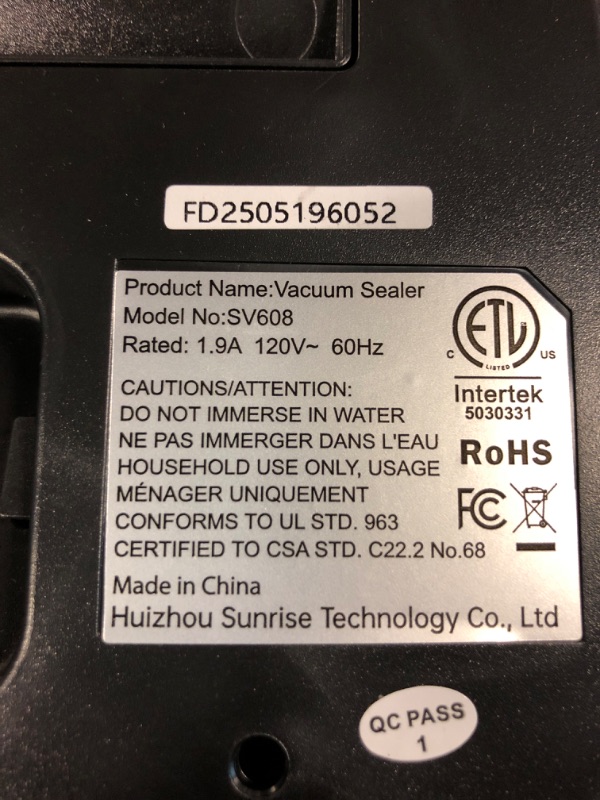 FD2505196052
Product Name:Vacuum Sealer
Model No:SV608
Rated: 1.9A 120V~ 60Hz
CAUTIONS/ATTENTION:
DO NOT IMMERSE IN WATER
NE PAS IMMERGER DANS L'EAU
HOUSEHOLD USE ONLY, USAGE
MÉNAGER UNIQUEMENT
CONFORMS TO UL STD. 963
CERTIFIED TO CSA STD. C22.2 No.68
Made in China
Huizhou Sunrise Technology Co., Ltd
ETL
C LISTED US
Intertek
5030331
RoHS
FC
QC PASS
1